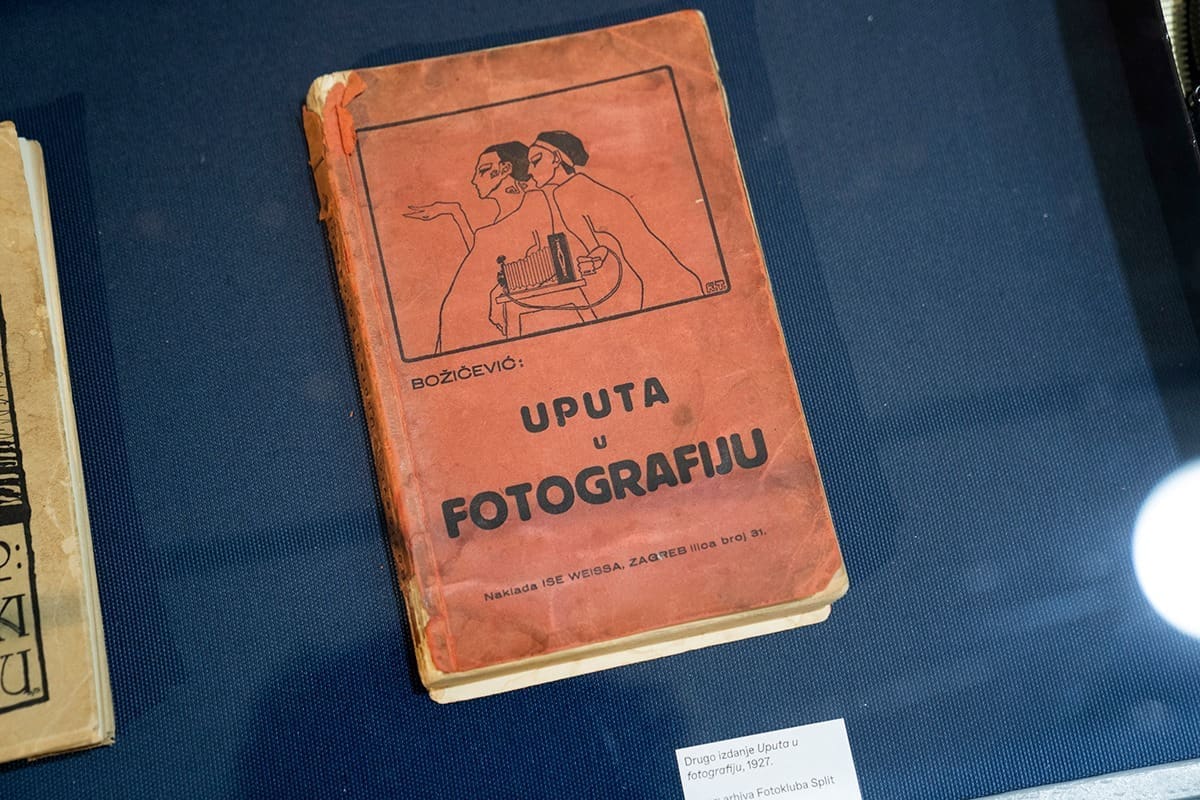 BOŽIČEVIĆ:
UPUTA
U
FOTOGRAFIJU
Naklada ISE WEISSA, ZAGREB Ilica broj 31.
Drugo izdanje Uputa u
fotografiju, 1927.
arhiva Fotokluba Split